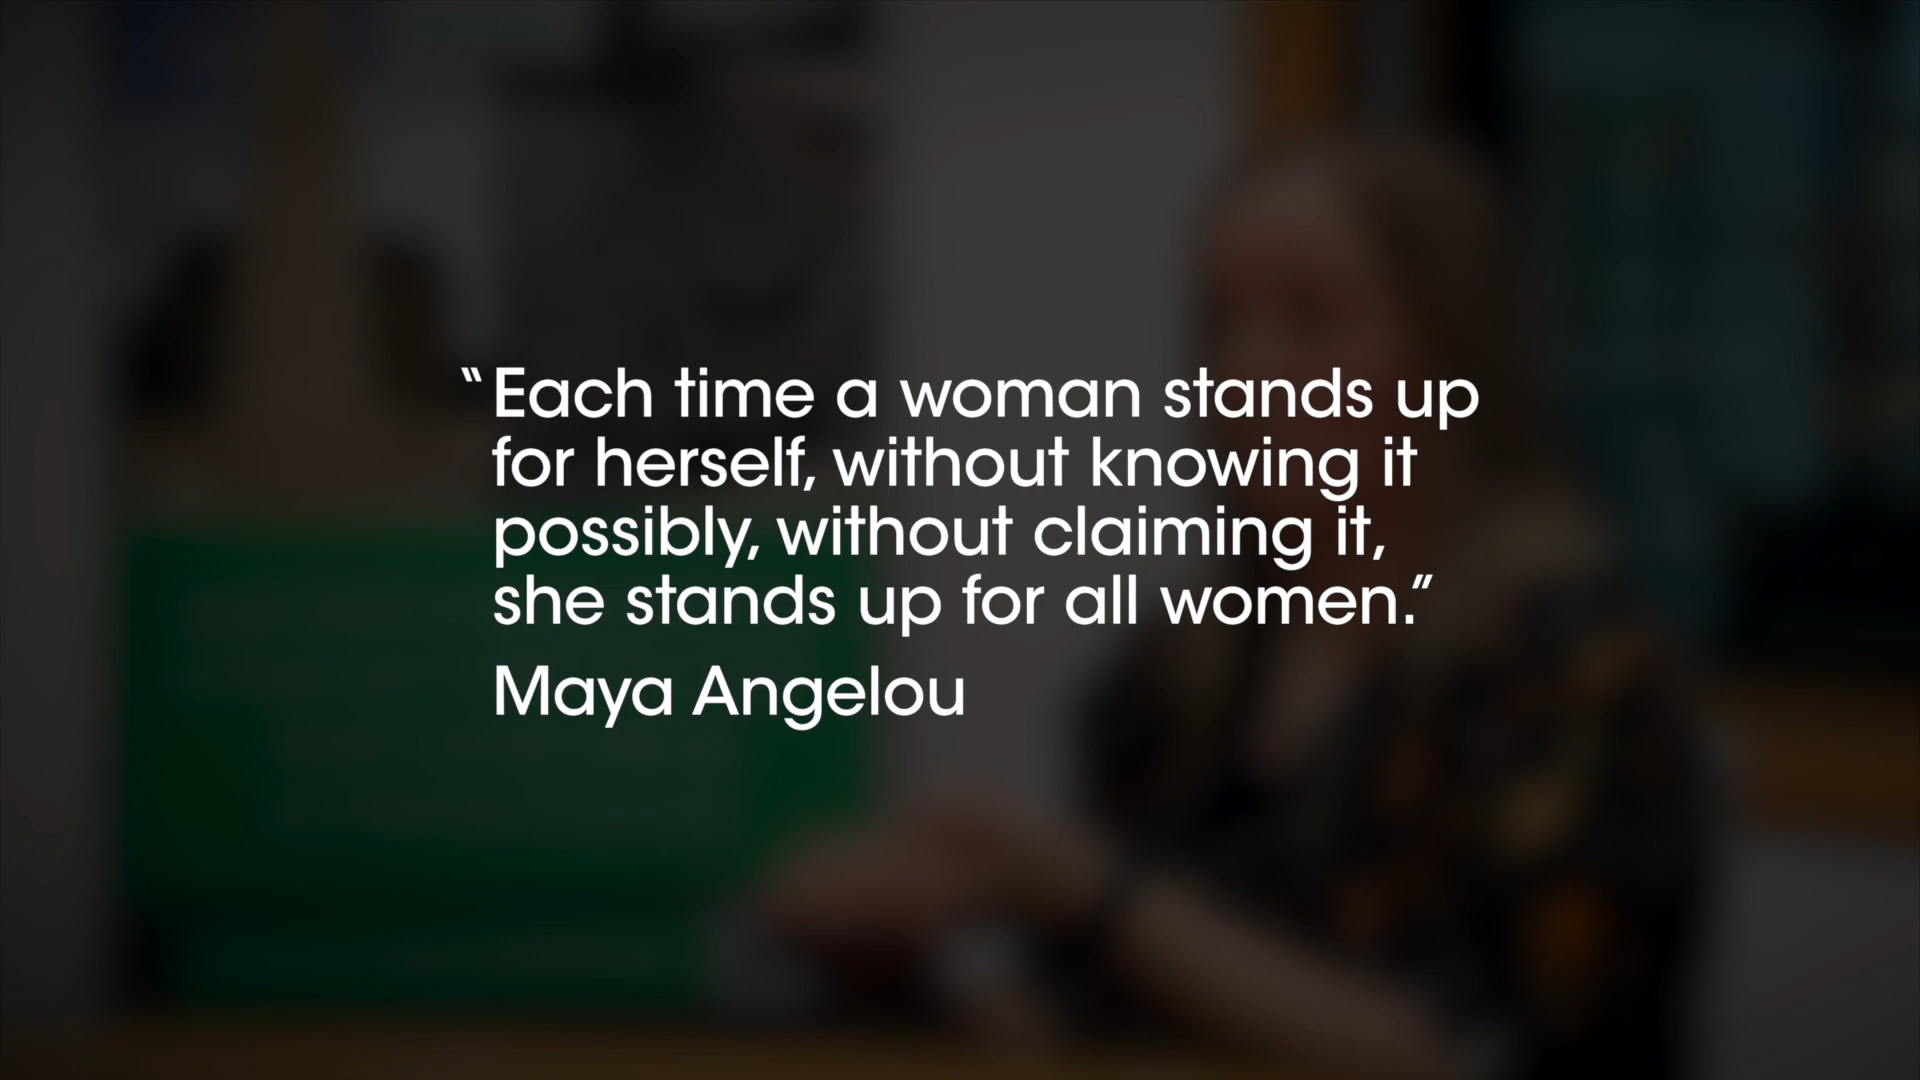 “Each time a woman stands up
for herself, without knowing it
possibly, without claiming it,
she stands up for all women.”
Maya Angelou